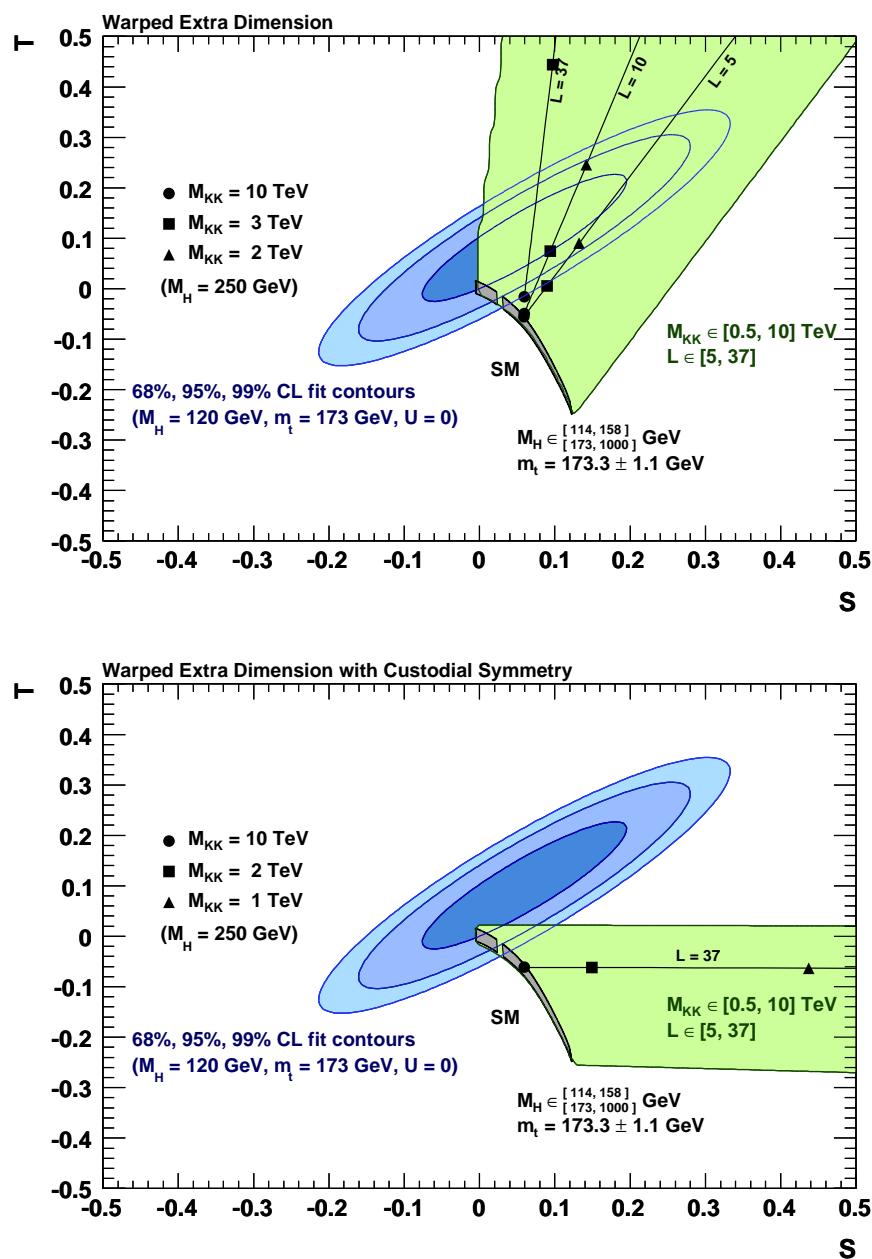 Warped Extra Dimension
T
0.5
0.4
0.3
0.2
0.1
0
-0.1
-0.2
-0.3
-0.4
-0.5
L = 37
L = 10
L = 5
M_KK = 10 TeV
M_KK = 3 TeV
M_KK = 2 TeV
(M_H = 250 GeV)
M_KK ∈ [0.5, 10] TeV
L ∈ [5, 37]
SM
68%, 95%, 99% CL fit contours
(M_H = 120 GeV, m_t = 173 GeV, U = 0)
M_H ∈ [ 114, 158 ] [ 173, 1000 ] GeV
m_t = 173.3 ± 1.1 GeV
-0.5 -0.4 -0.3 -0.2 -0.1 0 0.1 0.2 0.3 0.4 0.5
S
Warped Extra Dimension with Custodial Symmetry
T
0.5
0.4
0.3
0.2
0.1
0
-0.1
-0.2
-0.3
-0.4
-0.5
M_KK = 10 TeV
M_KK = 2 TeV
M_KK = 1 TeV
(M_H = 250 GeV)
L = 37
M_KK ∈ [0.5, 10] TeV
L ∈ [5, 37]
SM
68%, 95%, 99% CL fit contours
(M_H = 120 GeV, m_t = 173 GeV, U = 0)
M_H ∈ [ 114, 158 ] [ 173, 1000 ] GeV
m_t = 173.3 ± 1.1 GeV
-0.5 -0.4 -0.3 -0.2 -0.1 0 0.1 0.2 0.3 0.4 0.5
S